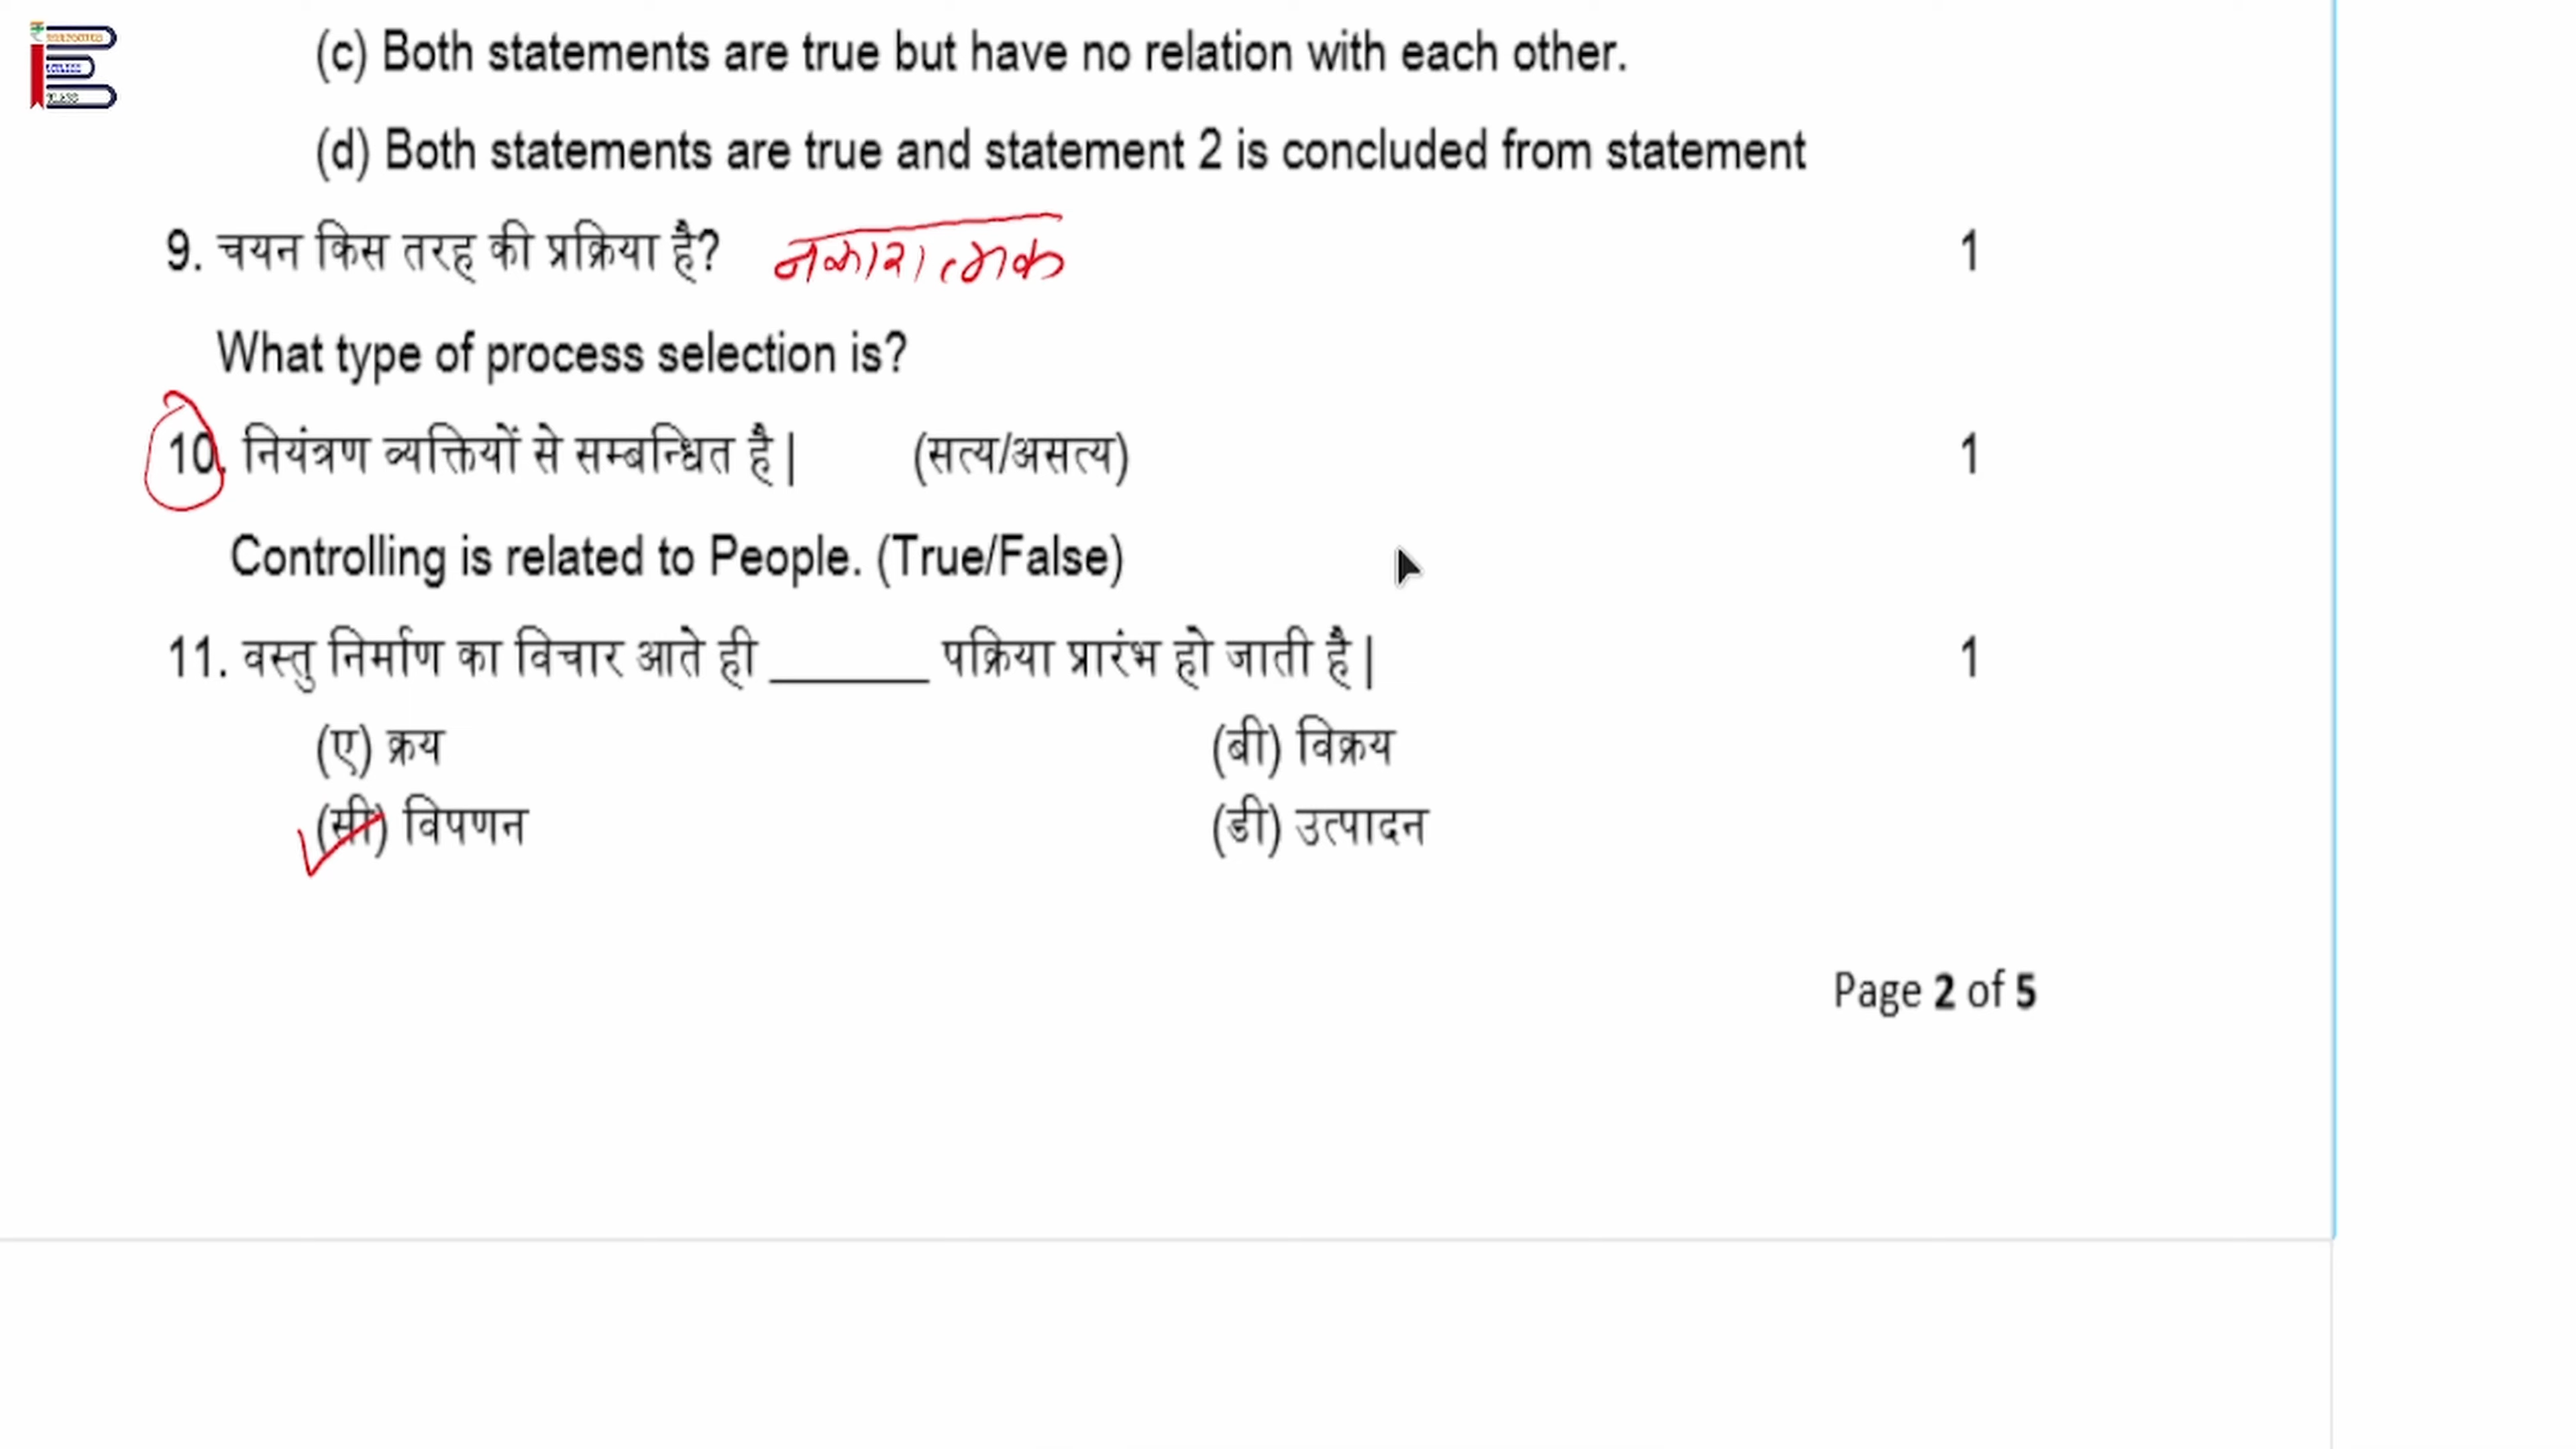 (c) Both statements are true but have no relation with each other.
(d) Both statements are true and statement 2 is concluded from statement
9. चयन किस तरह की प्रक्रिया है? नकारात्मक 1
What type of process selection is?
10. नियंत्रण व्यक्तियों से सम्बन्धित है| (सत्य/असत्य) 1
Controlling is related to People. (True/False)
11. वस्तु निर्माण का विचार आते ही ______ पक्रिया प्रारंभ हो जाती है| 1
(ए) क्रय (बी) विक्रय
(सी) विपणन (डी) उत्पादन
Page 2 of 5